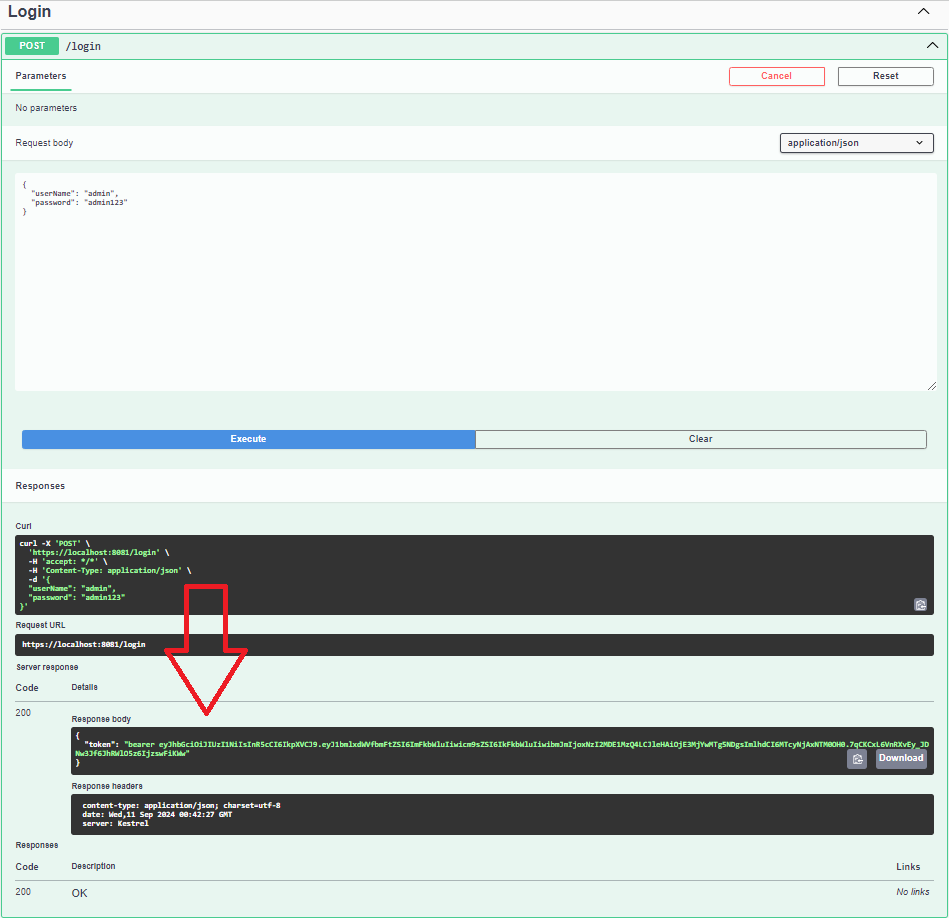 Login
POST /login
Parameters
Cancel
Reset
No parameters
Request body
application/json
{
"userName": "admin",
"password": "admin123"
}
Execute
Clear
Responses
Curl
curl -X 'POST' \
'https://localhost:8081/login' \
-H 'accept: */*' \
-H 'Content-Type: application/json' \
-d '{
"userName": "admin",
"password": "admin123"
}'
Request URL
https://localhost:8081/login
Server response
Code Details
200
Response body
{
"token": "bearer
}
Download
Response headers
content-type: application/json; charset=utf-8
date: Wed,11 Sep 2024 00:42:27 GMT
server: Kestrel
Responses
Code Description Links
200 OK No links